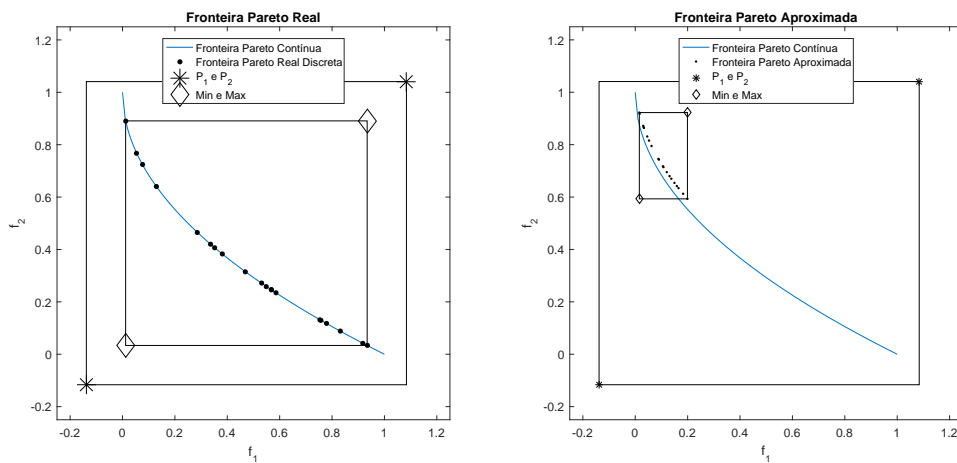 Fronteira Pareto Real
1.2
1
0.8
0.6
0.4
0.2
0
-0.2
f2
Fronteira Pareto Contínua
Fronteira Pareto Real Discreta
P1 e P2
Min e Max
-0.2 0 0.2 0.4 0.6 0.8 1 1.2
f1
Fronteira Pareto Aproximada
1.2
1
0.8
0.6
0.4
0.2
0
-0.2
f2
Fronteira Pareto Contínua
Fronteira Pareto Aproximada
P1 e P2
Min e Max
-0.2 0 0.2 0.4 0.6 0.8 1 1.2
f1